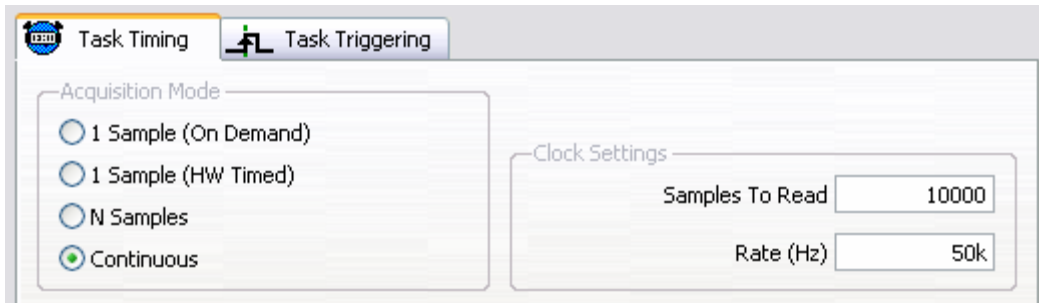 Task Timing
Task Triggering
Acquisition Mode
1 Sample (On Demand)
1 Sample (HW Timed)
N Samples
Continuous
Clock Settings
Samples To Read 10000
Rate (Hz) 50k